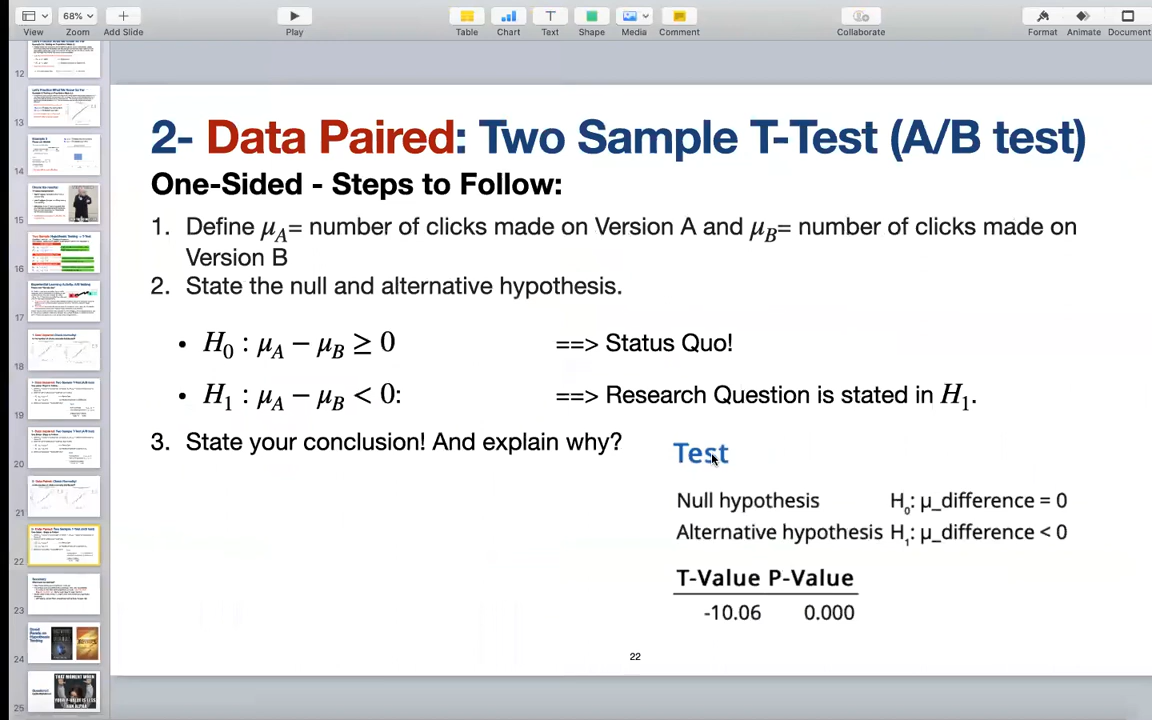 68%
View
Zoom
Add Slide
Play
Table
Chart
Text
Shape
Media
Comment
Collaborate
Format
Animate
Document
12
13
14
15
16
17
18
19
20
21
22
23
24
25
2- Data Paired: Two Sample T-Test (A/B test)
One-Sided - Steps to Follow:
1. Define μA= number of clicks made on Version A and μB= number of clicks made on
Version B
2. State the null and alternative hypothesis.
• H0 : μA − μB ≥ 0 ==> Status Quo!
• H1 : μA − μB < 0: ==> Research Question is stated in H1.
3. State your conclusion! And explain why?
Test
Null hypothesis H0: μ_difference = 0
Alternative hypothesis H1: μ_difference < 0
T-Value P-Value
-10.06 0.000
22